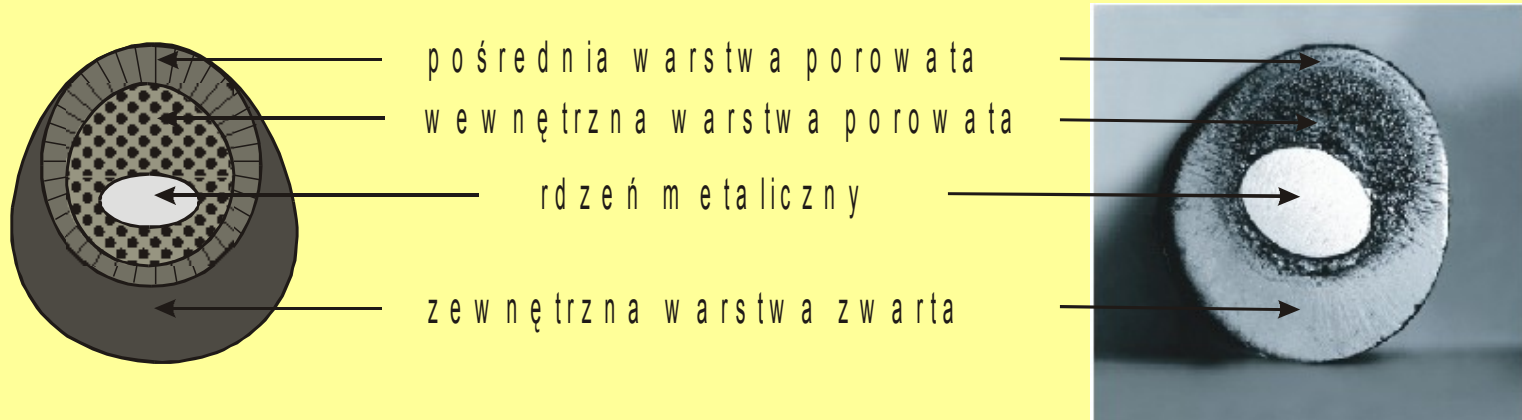 pośrednia warstwa porowata
wewnętrzna warstwa porowata
rdzeń metaliczny
zewnętrzna warstwa zwarta